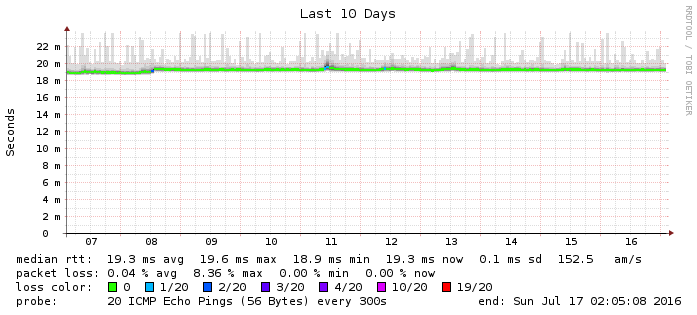 Last 10 Days
RRDTOOL / TOBI OETIKER
Seconds
22 m
20 m
18 m
16 m
14 m
12 m
10 m
8 m
6 m
4 m
2 m
0
07 08 09 10 11 12 13 14 15 16
median rtt: 19.3 ms avg 19.6 ms max 18.9 ms min 19.3 ms now 0.1 ms sd 152.5 am/s
packet loss: 0.04 % avg 8.36 % max 0.00 % min 0.00 % now
loss color: 0 1/20 2/20 3/20 4/20 10/20 19/20
probe: 20 ICMP Echo Pings (56 Bytes) every 300s end: Sun Jul 17 02:05:08 2016